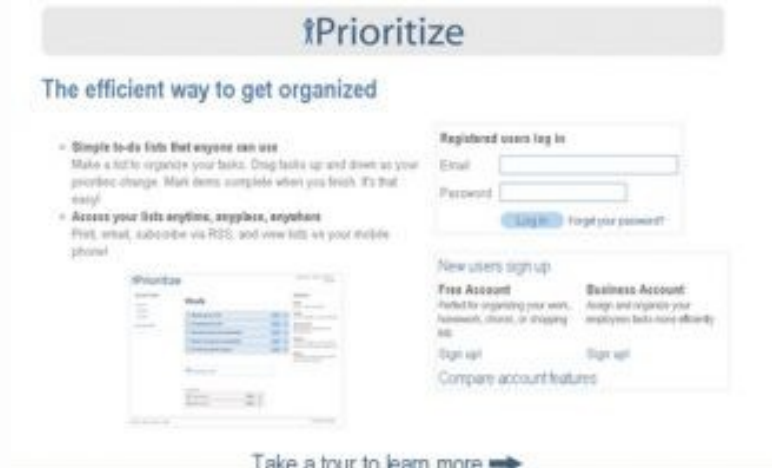 iPrioritize
The efficient way to get organized
Simple to-do lists that anyone can use
Make a list to organize your tasks. Drag tasks up and down as your
priorities change. Mark items complete when you finish. It's that
easy!
Access your lists anytime, anyplace, anywhere
Print, email, subscribe via RSS, and view lists on your mobile
phone!
Registered users log in
Email
Password
Log in Forget your password?
New users sign up
Free Account
Perfect for organizing your work,
homework, chores, or shopping
list.
Sign up!
Business Account
Assign and organize your
employees tasks more efficiently
Sign up!
Compare account features
iPrioritize
Take a tour to learn more